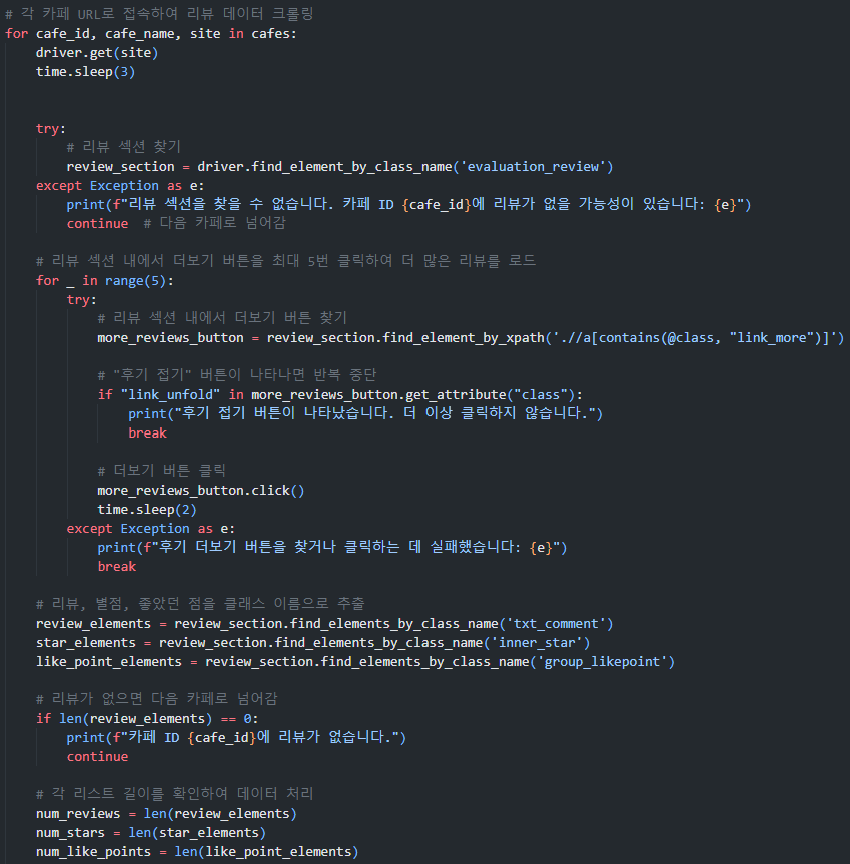 # 각 카페 URL로 접속하여 리뷰 데이터 크롤링
for cafe_id, cafe_name, site in cafes:
    driver.get(site)
    time.sleep(3)
    try:
        # 리뷰 섹션 찾기
        review_section = driver.find_element_by_class_name('evaluation_review')
    except Exception as e:
        print(f"리뷰 섹션을 찾을 수 없습니다. 카페 ID {cafe_id}에 리뷰가 없을 가능성이 있습니다: {e}")
        continue  # 다음 카페로 넘어감
    # 리뷰 섹션 내에서 더보기 버튼을 최대 5번 클릭하여 더 많은 리뷰를 로드
    for _ in range(5):
        try:
            # 리뷰 섹션 내에서 더보기 버튼 찾기
            more_reviews_button = review_section.find_element_by_xpath('.//a[contains(@class, "link_more")]')
            # "후기 접기" 버튼이 나타나면 반복 중단
            if "link_unfold" in more_reviews_button.get_attribute("class"):
                print("후기 접기 버튼이 나타났습니다. 더 이상 클릭하지 않습니다.")
                break
            # 더보기 버튼 클릭
            more_reviews_button.click()
            time.sleep(2)
        except Exception as e:
            print(f"후기 더보기 버튼을 찾거나 클릭하는 데 실패했습니다: {e}")
            break
    # 리뷰, 별점, 좋았던 점을 클래스 이름으로 추출
    review_elements = review_section.find_elements_by_class_name('txt_comment')
    star_elements = review_section.find_elements_by_class_name('inner_star')
    like_point_elements = review_section.find_elements_by_class_name('group_likepoint')
    # 리뷰가 없으면 다음 카페로 넘어감
    if len(review_elements) == 0:
        print(f"카페 ID {cafe_id}에 리뷰가 없습니다.")
        continue
    # 각 리스트 길이를 확인하여 데이터 처리
    num_reviews = len(review_elements)
    num_stars = len(star_elements)
    num_like_points = len(like_point_elements)